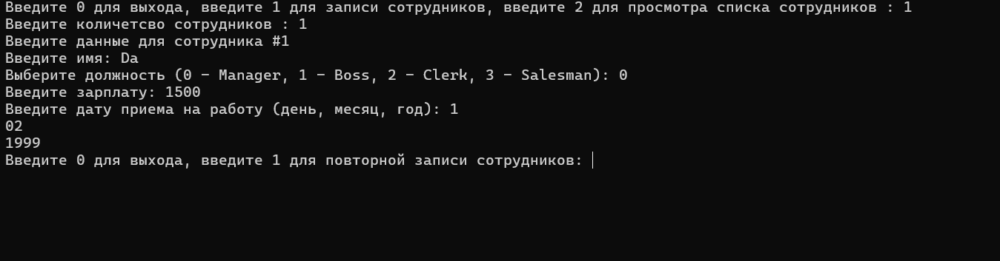 Введите 0 для выхода, введите 1 для записи сотрудников, введите 2 для просмотра списка сотрудников : 1
Введите количетсво сотрудников : 1
Введите данные для сотрудника #1
Введите имя: Da
Выберите должность (0 - Manager, 1 - Boss, 2 - Clerk, 3 - Salesman): 0
Введите зарплату: 1500
Введите дату приема на работу (день, месяц, год): 1
02
1999
Введите 0 для выхода, введите 1 для повторной записи сотрудников: